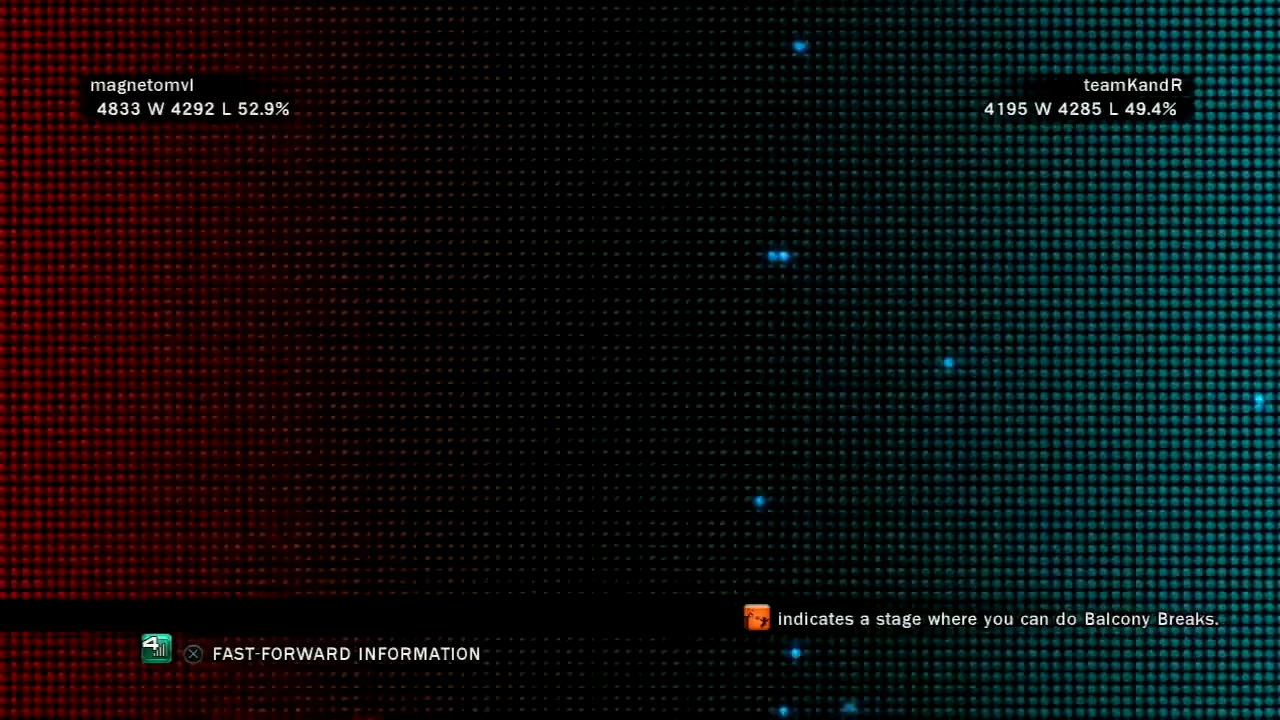 magnetomvl
4833 W 4292 L 52.9%
teamKandR
4195 W 4285 L 49.4%
indicates a stage where you can do Balcony Breaks.
4
FAST-FORWARD INFORMATION